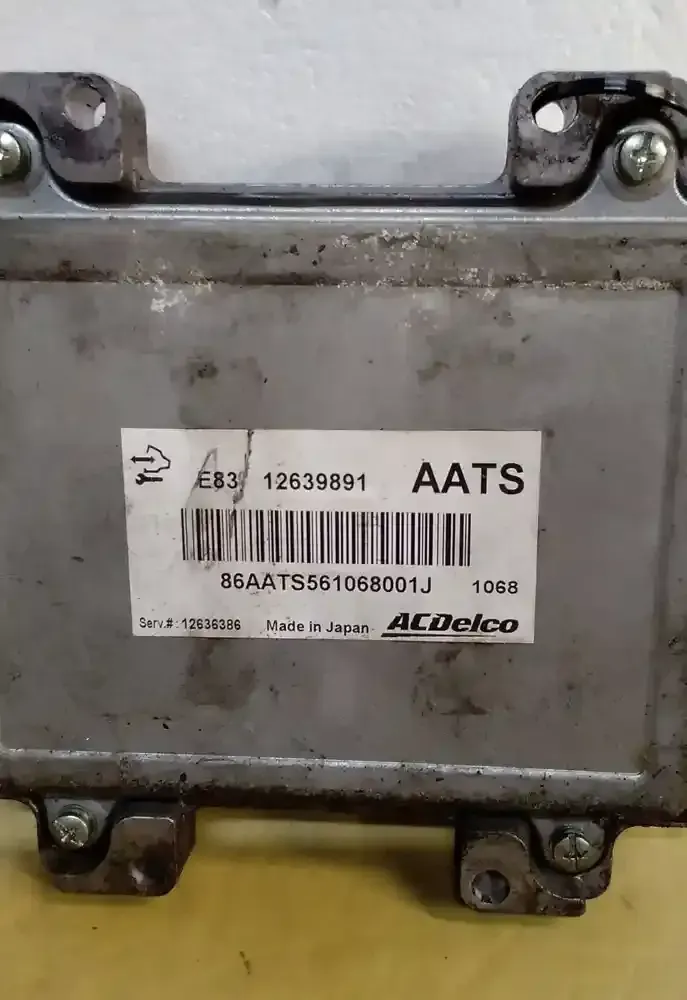 E83 12639891 AATS
86AATS561068001J 1068
Serv.#: 12636386 Made in Japan ACDelco